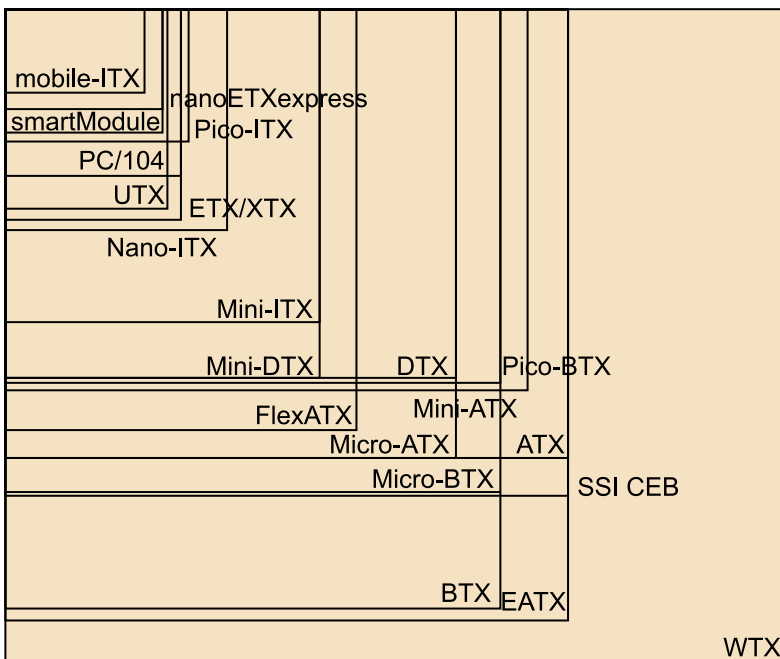 mobile-ITX
nanoETXexpress
smartModule
Pico-ITX
PC/104
UTX
ETX/XTX
Nano-ITX
Mini-ITX
Mini-DTX
DTX
Pico-BTX
FlexATX
Mini-ATX
Micro-ATX
ATX
Micro-BTX
SSI CEB
BTX
EATX
WTX